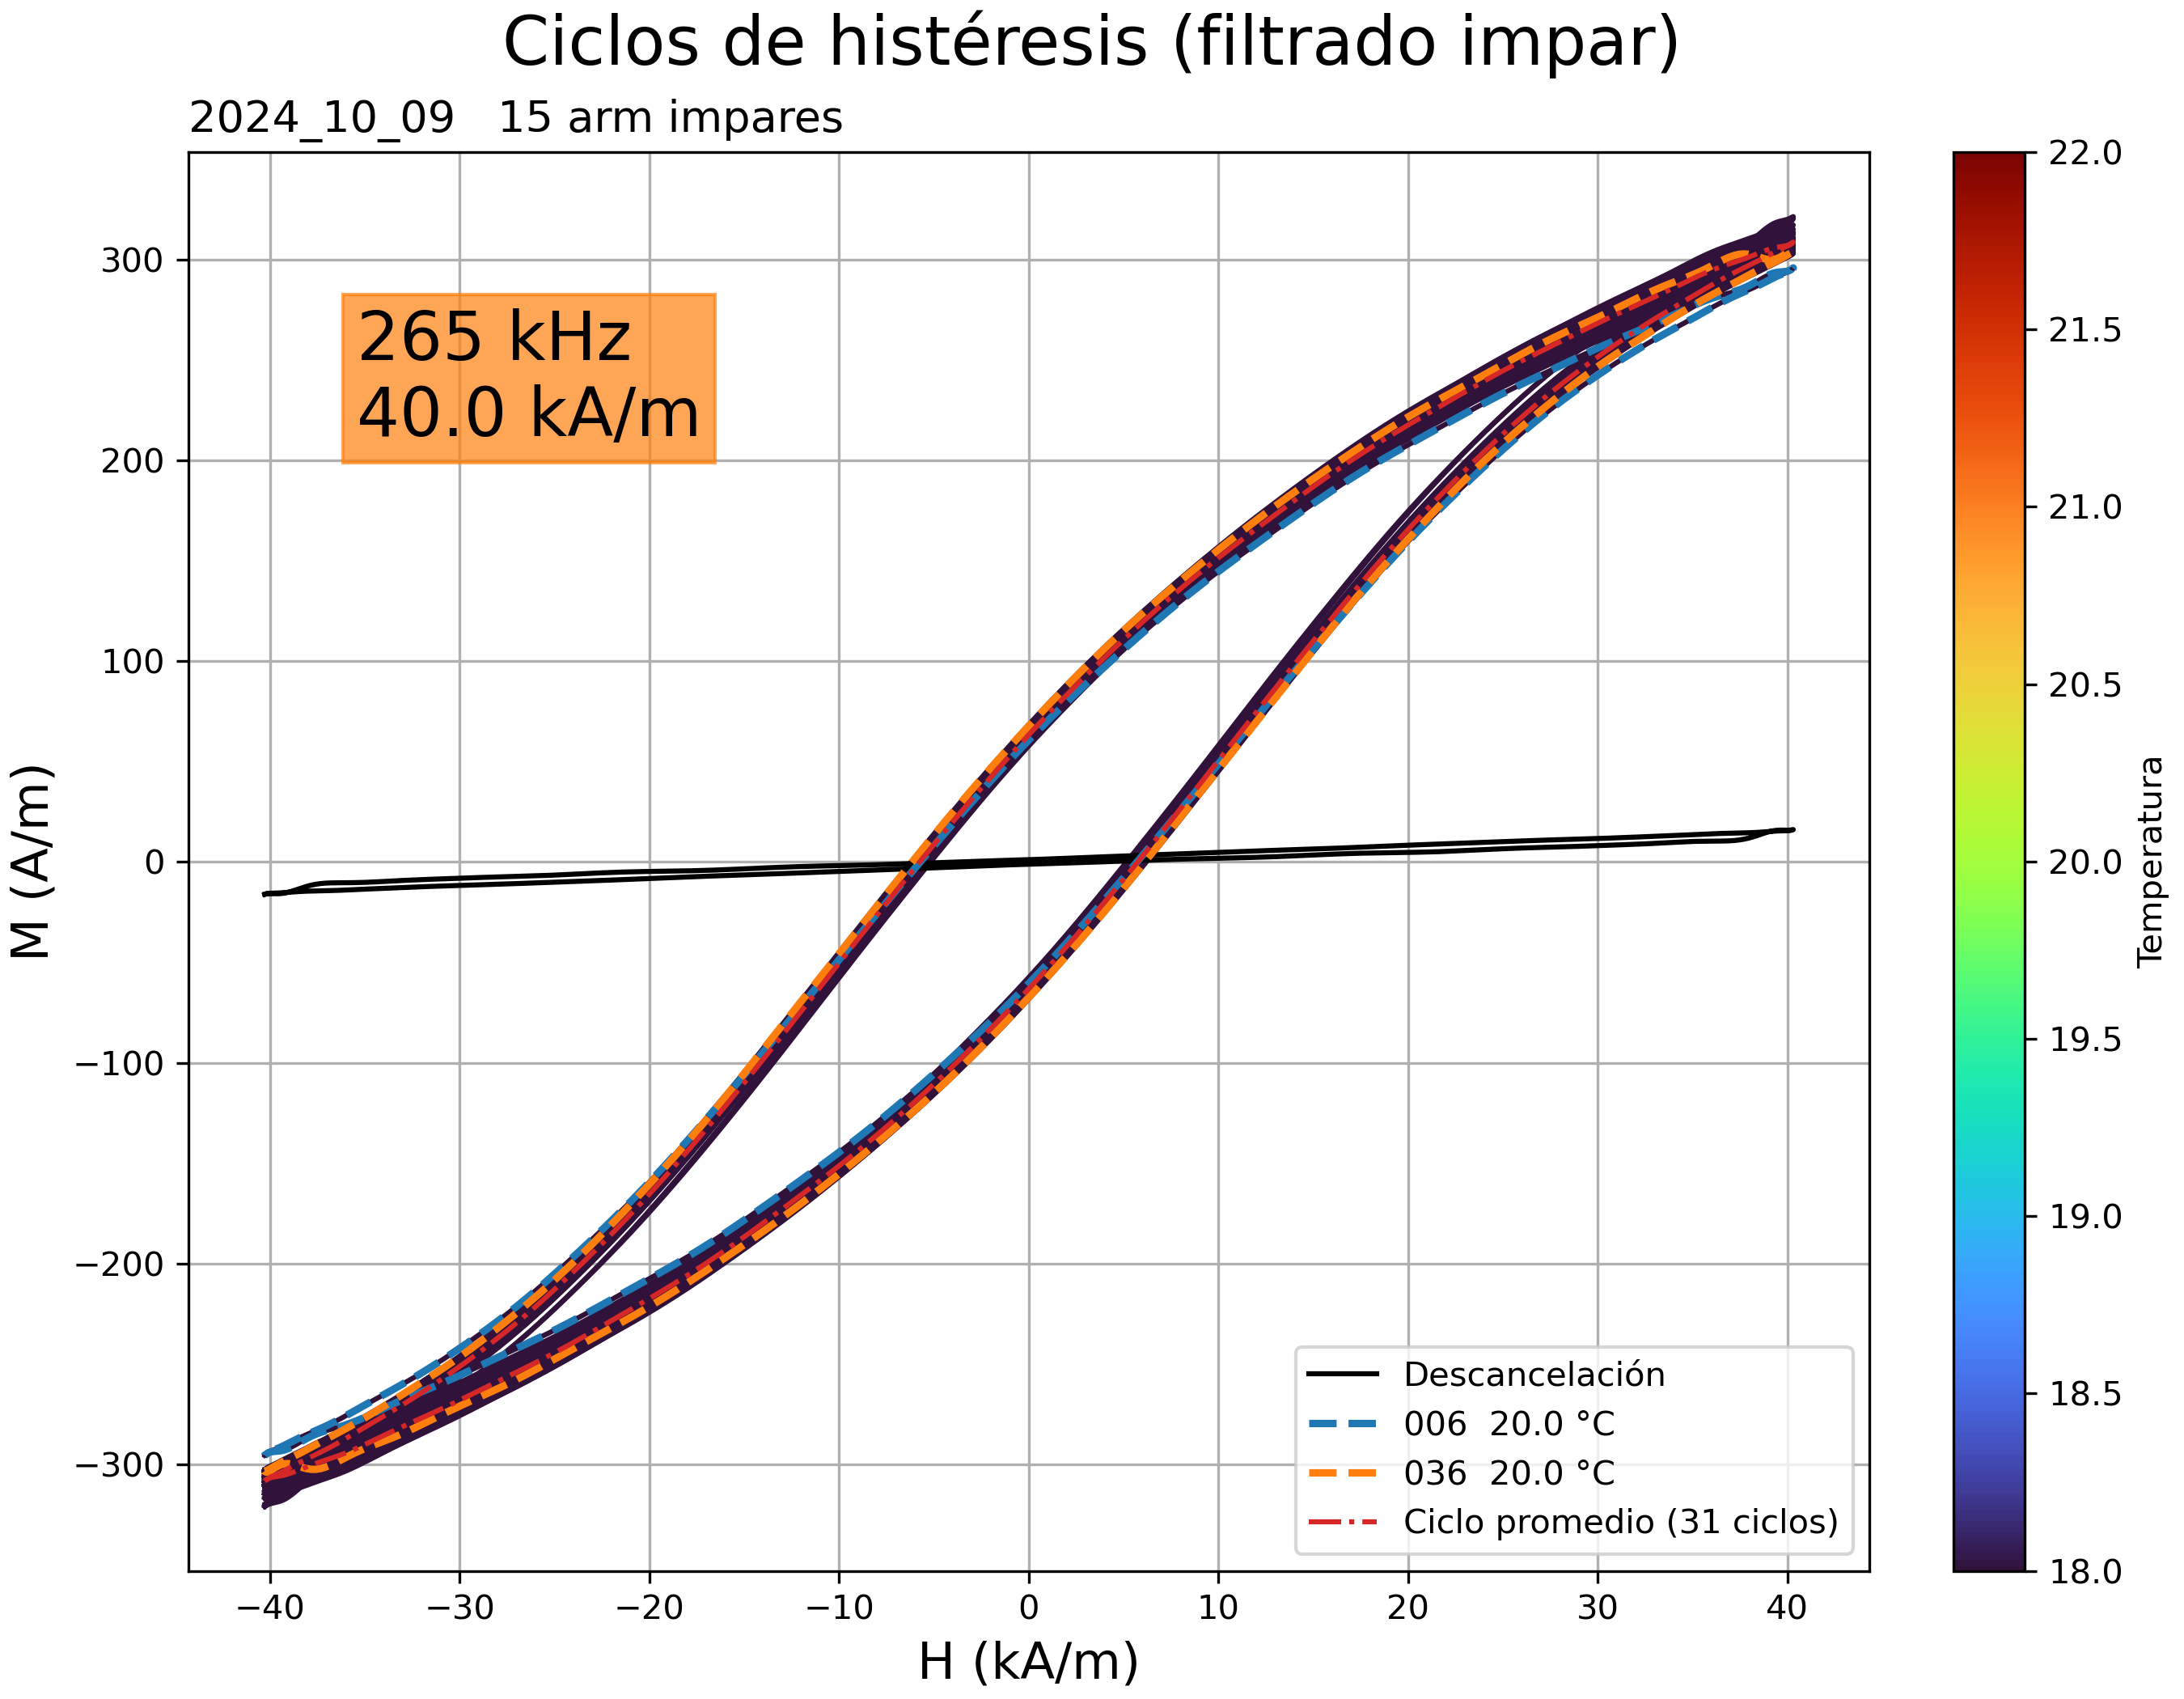 Ciclos de histéresis (filtrado impar)
2024_10_09   15 arm impares
265 kHz
40.0 kA/m
M (A/m)
300
200
100
0
−100
−200
−300
−40
−30
−20
−10
0
10
20
30
40
H (kA/m)
Descancelación
006  20.0 °C
036  20.0 °C
Ciclo promedio (31 ciclos)
22.0
21.5
21.0
20.5
20.0
19.5
19.0
18.5
18.0
Temperatura